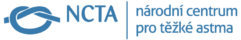 NCTA
národní centrum
pro těžké astma